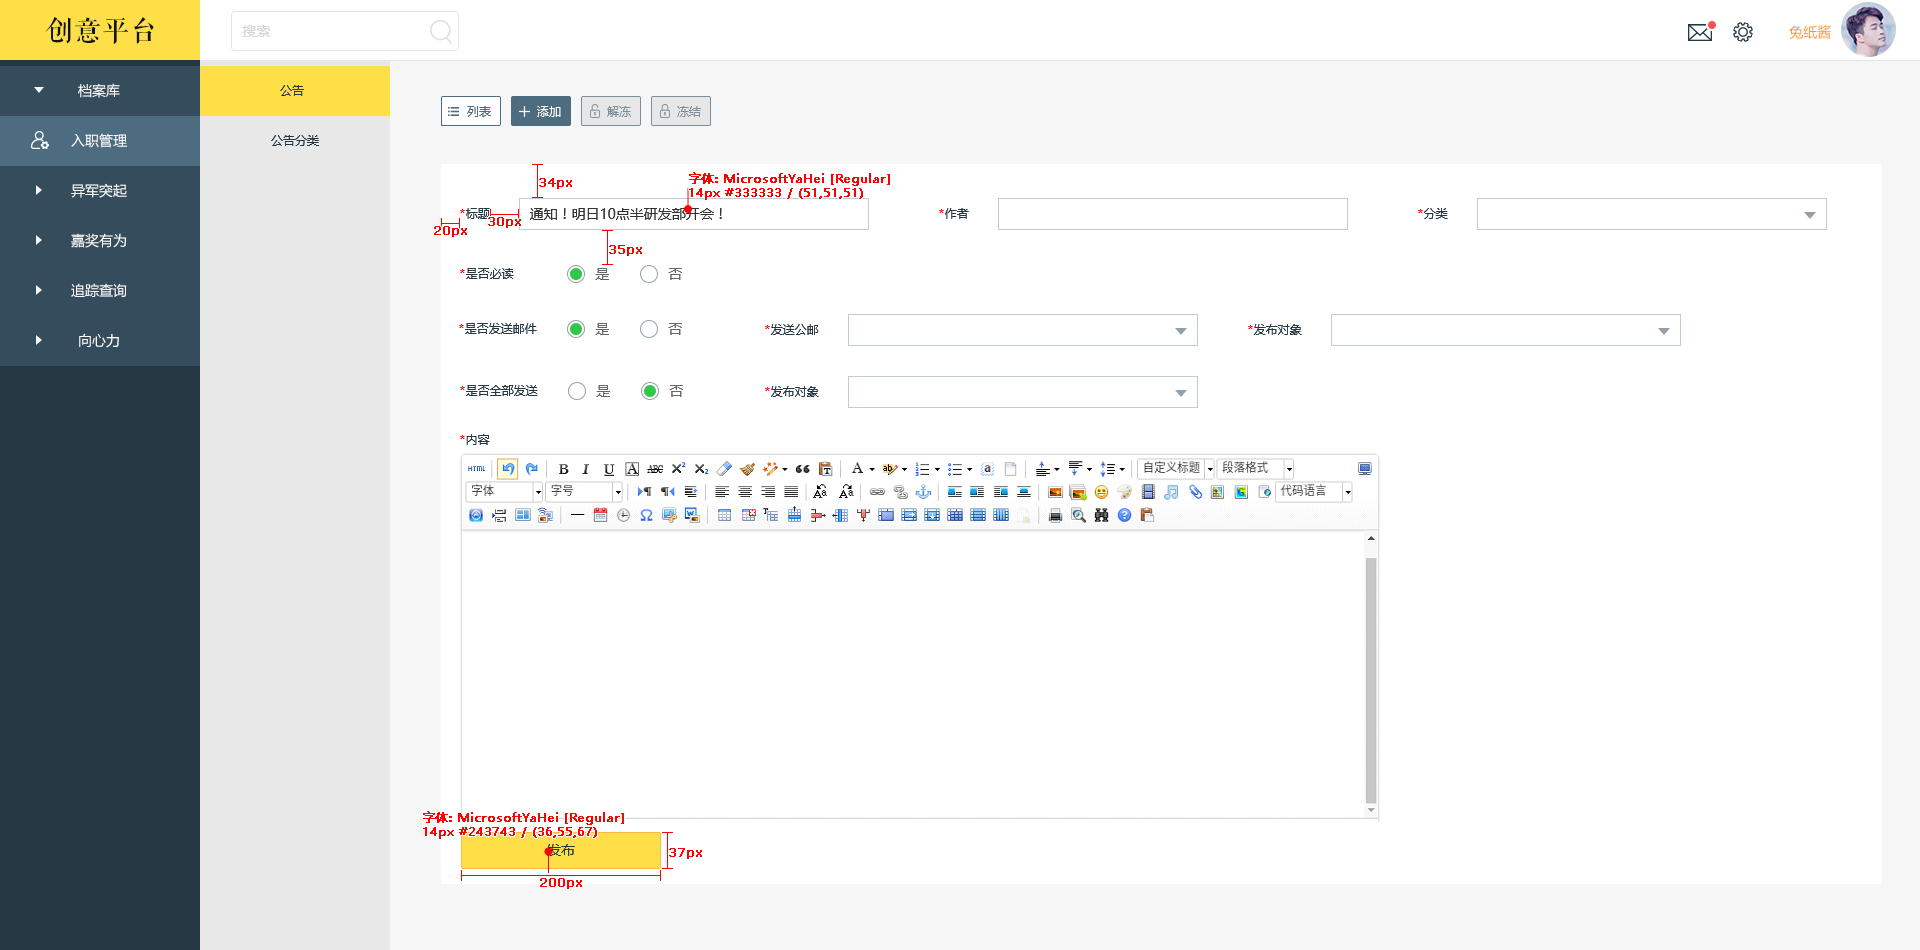 创意平台
搜索
兔纸酱
档案库
入职管理
异军突起
嘉奖有为
追踪查询
向心力
公告
公告分类
列表
添加
解冻
冻结
34px
字体: MicrosoftYaHei [Regular]
14px #333333 / (51,51,51)
*标题
20px
30px
通知！明日10点半研发部开会！
*作者
*分类
35px
*是否必读
是
否
*是否发送邮件
是
否
*发送公邮
*发布对象
*是否全部发送
是
否
*发布对象
*内容
HTML
B I U A ABC X² X₂
A ab a
自定义标题
段落格式
字体
字号
代码语言
字体: MicrosoftYaHei [Regular]
14px #243743 / (36,55,67)
发布
37px
200px